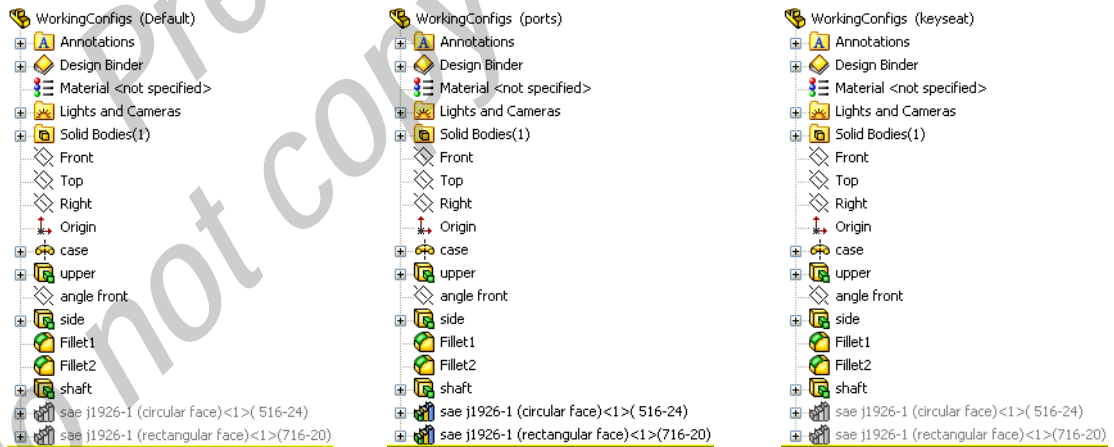 WorkingConfigs (Default)
Annotations
Design Binder
Material <not specified>
Lights and Cameras
Solid Bodies(1)
Front
Top
Right
Origin
case
upper
angle front
side
Fillet1
Fillet2
shaft
sae j1926-1 (circular face)<1>( 516-24)
sae j1926-1 (rectangular face)<1>(716-20)
WorkingConfigs (ports)
Annotations
Design Binder
Material <not specified>
Lights and Cameras
Solid Bodies(1)
Front
Top
Right
Origin
case
upper
angle front
side
Fillet1
Fillet2
shaft
sae j1926-1 (circular face)<1>( 516-24)
sae j1926-1 (rectangular face)<1>(716-20)
WorkingConfigs (keyseat)
Annotations
Design Binder
Material <not specified>
Lights and Cameras
Solid Bodies(1)
Front
Top
Right
Origin
case
upper
angle front
side
Fillet1
Fillet2
shaft
sae j1926-1 (circular face)<1>( 516-24)
sae j1926-1 (rectangular face)<1>(716-20)
not copy